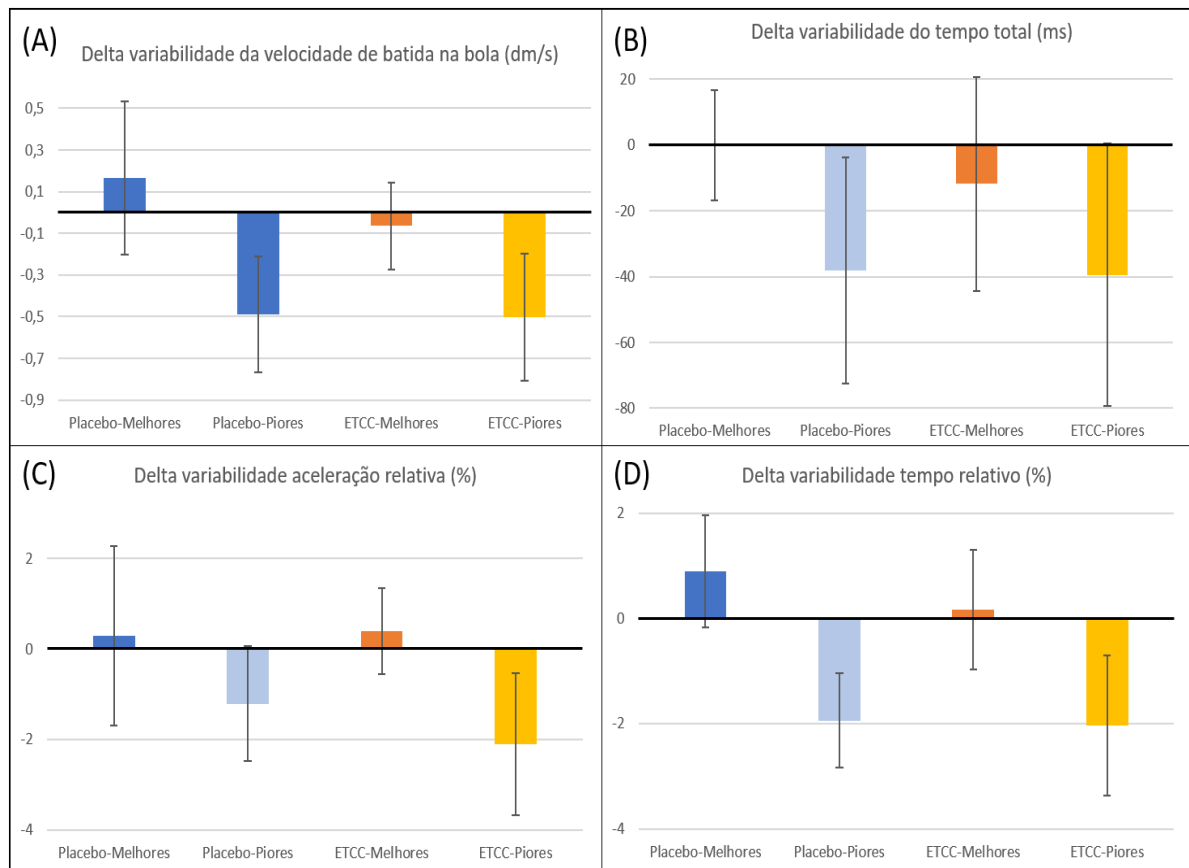 (A)
Delta variabilidade da velocidade de batida na bola (dm/s)
0,5
0,3
0,1
-0,1
-0,3
-0,5
-0,7
-0,9
Placebo-Melhores Placebo-Piores ETCC-Melhores ETCC-Piores
(B)
Delta variabilidade do tempo total (ms)
20
0
-20
-40
-60
-80
Placebo-Melhores Placebo-Piores ETCC-Melhores ETCC-Piores
(C)
Delta variabilidade aceleração relativa (%)
2
0
-2
-4
Placebo-Melhores Placebo-Piores ETCC-Melhores ETCC-Piores
(D)
Delta variabilidade tempo relativo (%)
2
0
-2
-4
Placebo-Melhores Placebo-Piores ETCC-Melhores ETCC-Piores